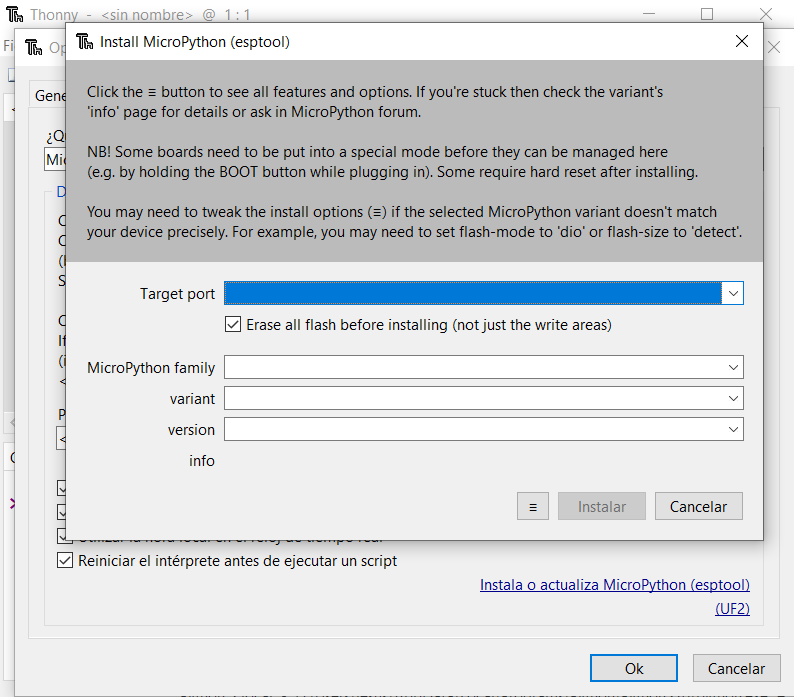 Thonny - <sin nombre> @ 1 : 1
Install MicroPython (esptool)
Click the ≡ button to see all features and options. If you're stuck then check the variant's
'info' page for details or ask in MicroPython forum.
NB! Some boards need to be put into a special mode before they can be managed here
(e.g. by holding the BOOT button while plugging in). Some require hard reset after installing.
You may need to tweak the install options (≡) if the selected MicroPython variant doesn't match
your device precisely. For example, you may need to set flash-mode to 'dio' or flash-size to 'detect'.
Target port
Erase all flash before installing (not just the write areas)
MicroPython family
variant
version
info
≡ Instalar Cancelar
Reiniciar el intérprete antes de ejecutar un script
Instala o actualiza MicroPython (esptool)
(UF2)
Ok Cancelar